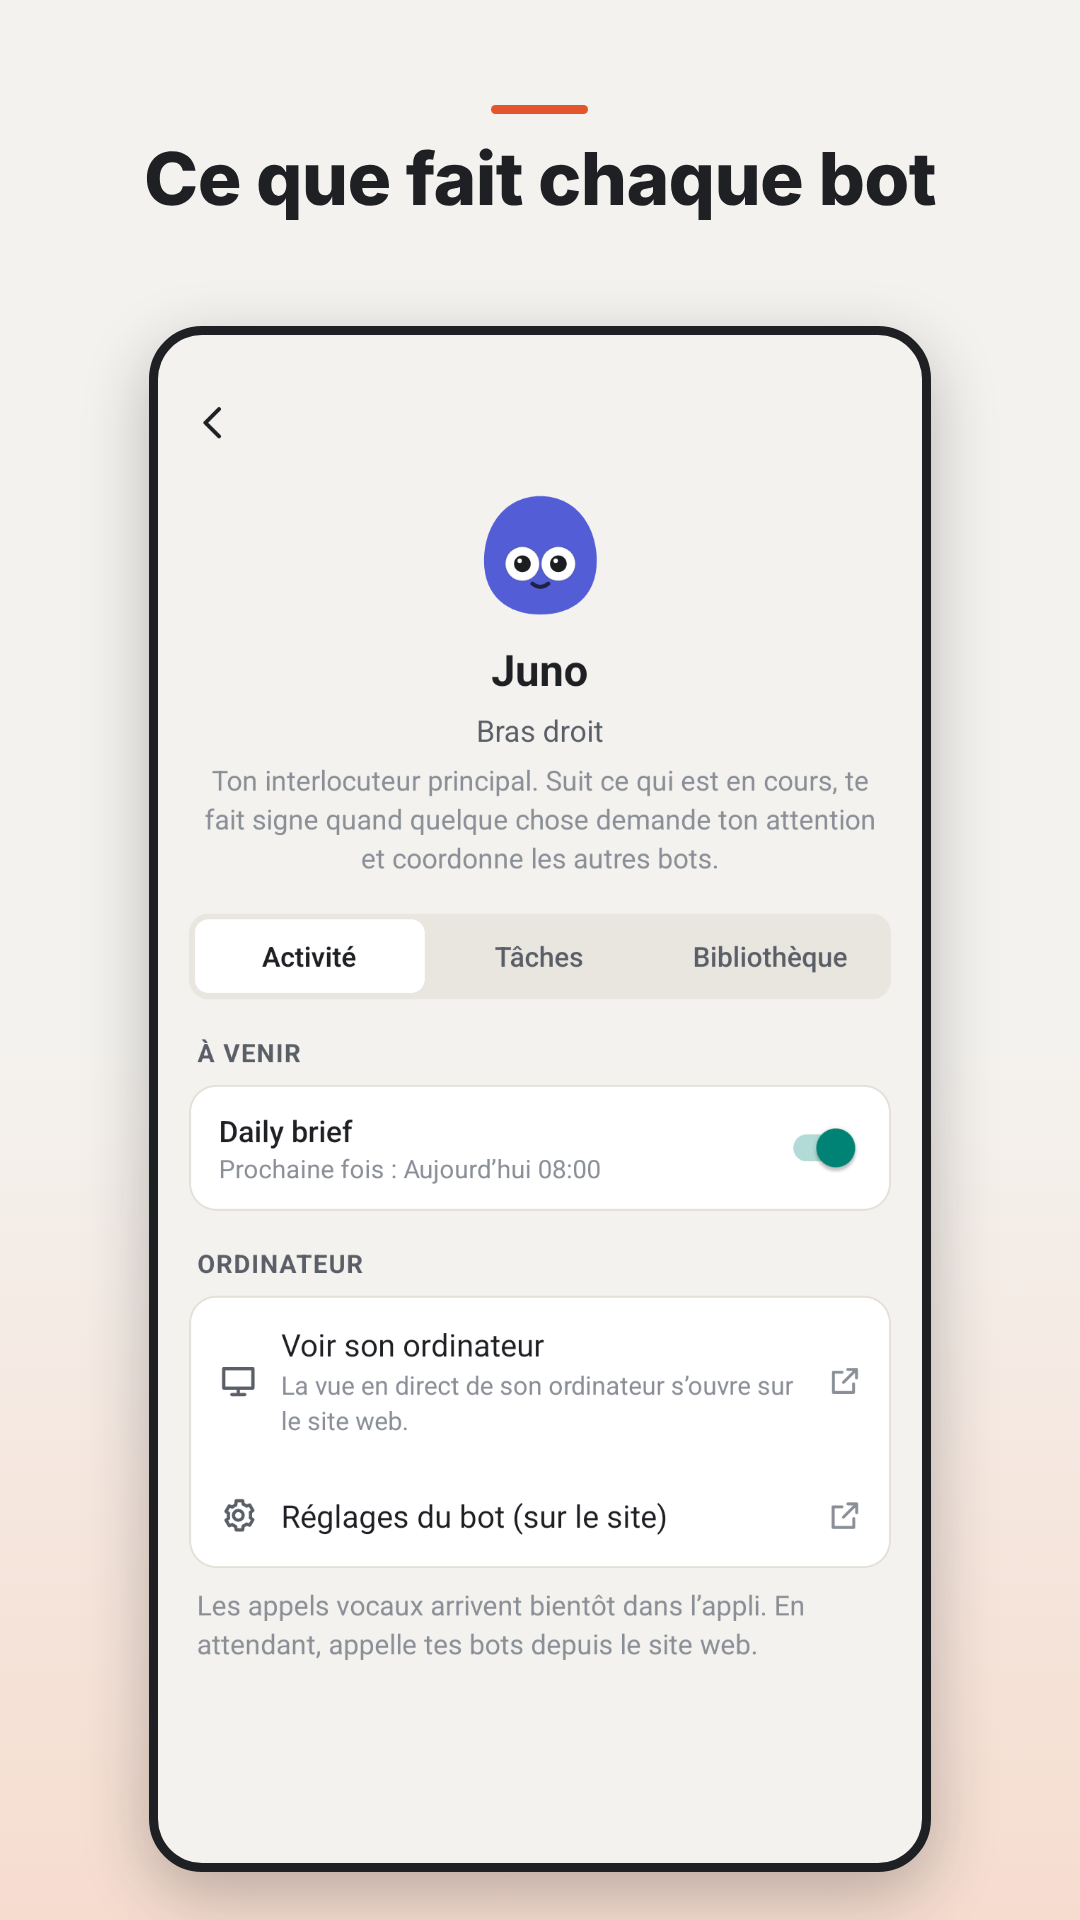 Ce que fait chaque bot
Juno
Bras droit
Ton interlocuteur principal. Suit ce qui est en cours, te
fait signe quand quelque chose demande ton attention
et coordonne les autres bots.
Activité
Tâches
Bibliothèque
À VENIR
Daily brief
Prochaine fois : Aujourd’hui 08:00
ORDINATEUR
Voir son ordinateur
La vue en direct de son ordinateur s’ouvre sur
le site web.
Réglages du bot (sur le site)
Les appels vocaux arrivent bientôt dans l’appli. En
attendant, appelle tes bots depuis le site web.